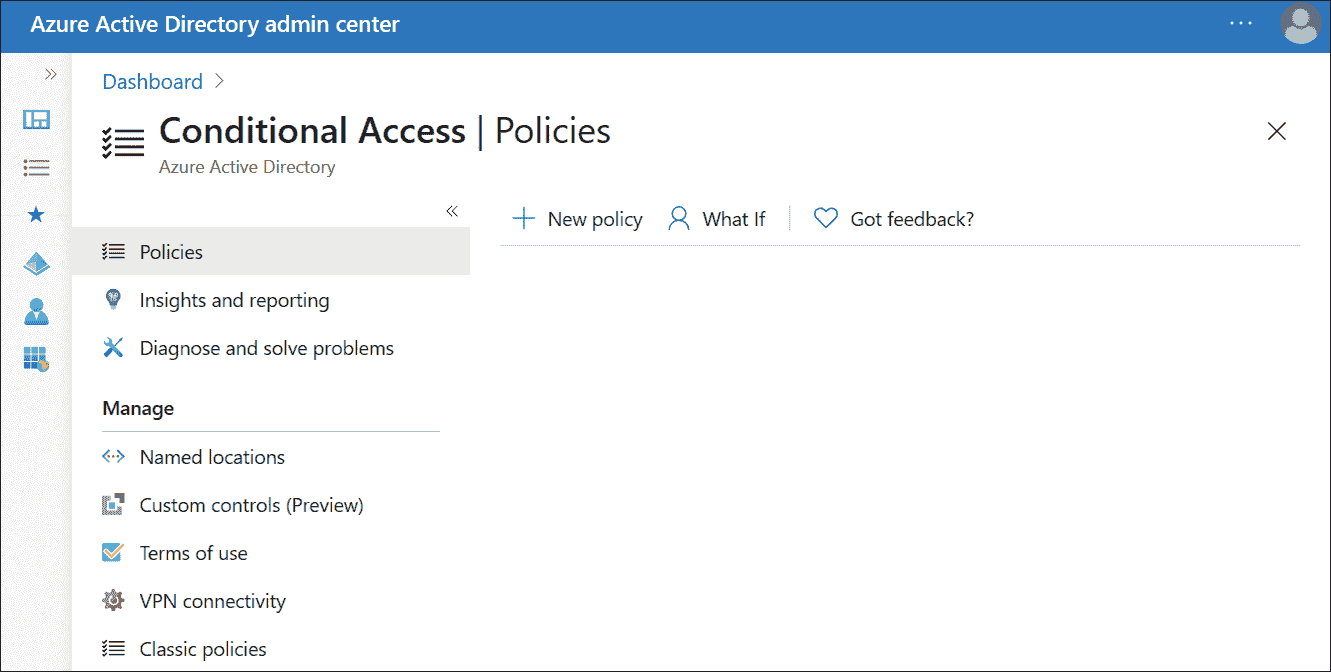 Azure Active Directory admin center
Dashboard
Conditional Access | Policies
Azure Active Directory
New policy What If Got feedback?
Policies
Insights and reporting
Diagnose and solve problems
Manage
Named locations
Custom controls (Preview)
Terms of use
VPN connectivity
Classic policies